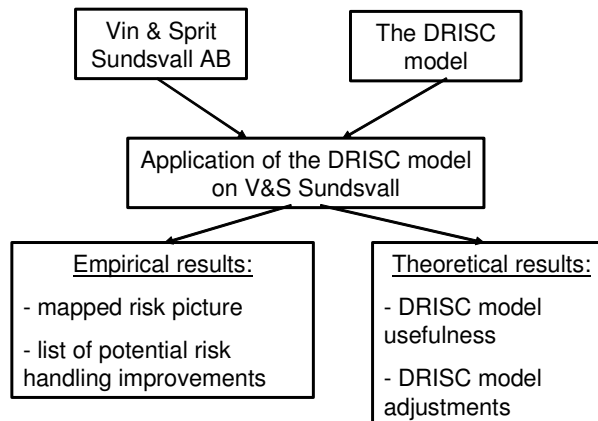 Vin & Sprit
Sundsvall AB
The DRISC
model
Application of the DRISC model
on V&S Sundsvall
Empirical results:
- mapped risk picture
- list of potential risk
handling improvements
Theoretical results:
- DRISC model
usefulness
- DRISC model
adjustments